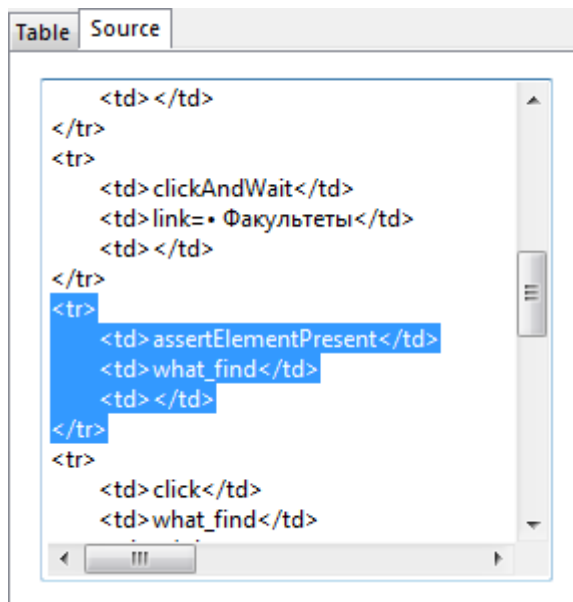 Table Source
<td></td>
</tr>
<tr>
<td>clickAndWait</td>
<td>link=• Факультеты</td>
<td></td>
</tr>
<tr>
<td>assertElementPresent</td>
<td>what_find</td>
<td></td>
</tr>
<tr>
<td>click</td>
<td>what_find</td>